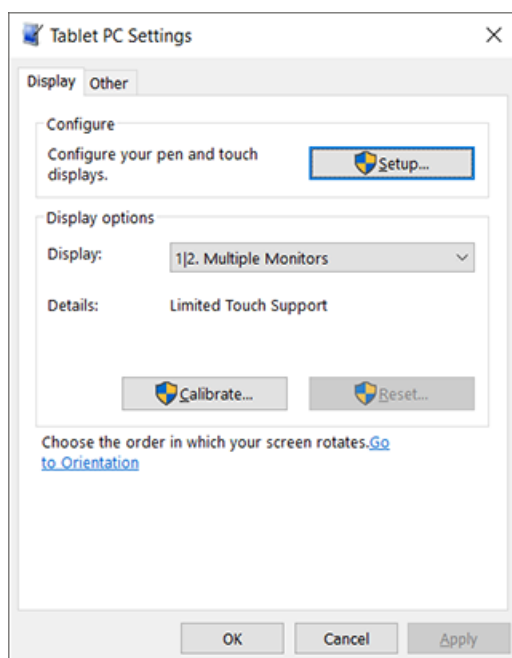 Tablet PC Settings
Display
Other
Configure
Configure your pen and touch
displays.
Setup...
Display options
Display:
1|2. Multiple Monitors
Details:
Limited Touch Support
Calibrate...
Reset...
Choose the order in which your screen rotates.Go
to Orientation
OK
Cancel
Apply